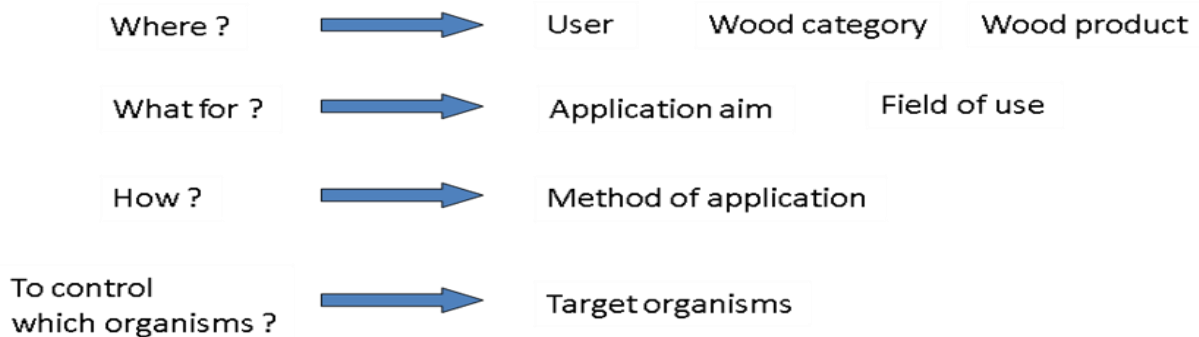 Where ? User Wood category Wood product
What for ? Application aim Field of use
How ? Method of application
To control
which organisms ? Target organisms